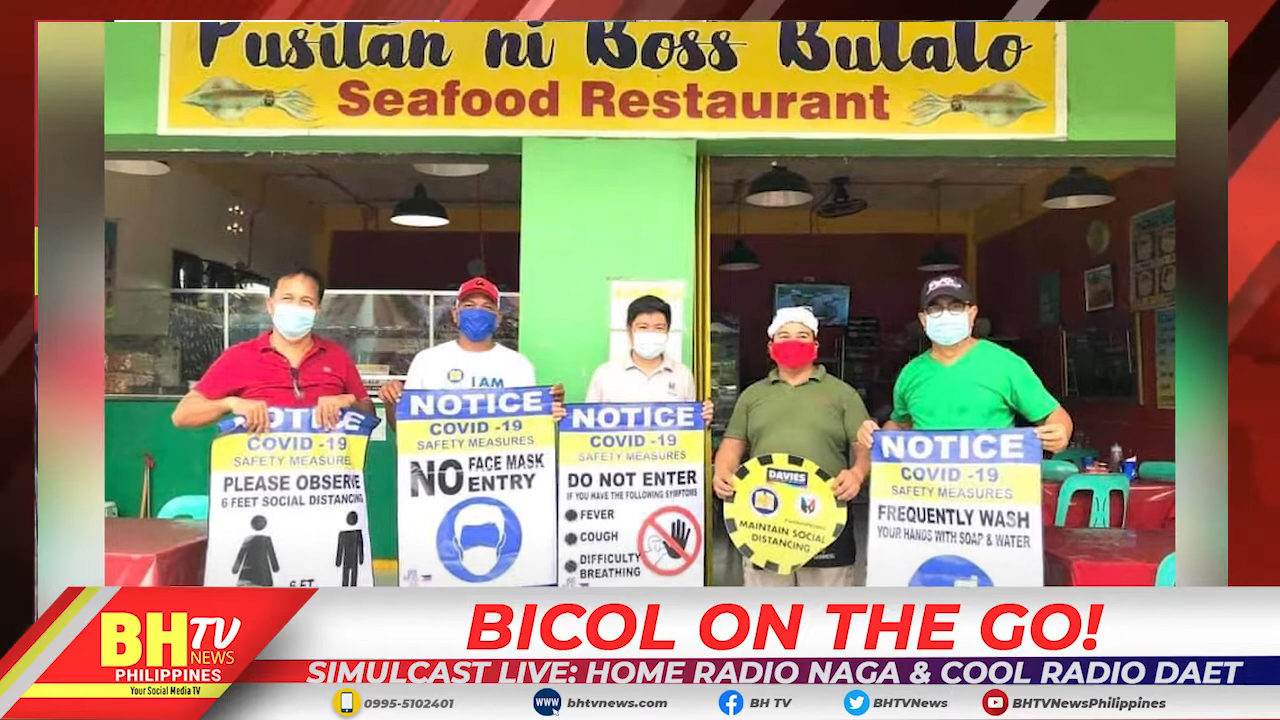 Pusitan ni Boss Bulalo
Seafood Restaurant
I AM
NOTICE
COVID -19
SAFETY MEASURE
PLEASE OBSERVE
6 FEET SOCIAL DISTANCING
6 FT
NOTICE
COVID -19
SAFETY MEASURES
NO FACE MASK
ENTRY
NOTICE
COVID -19
SAFETY MEASURES
DO NOT ENTER
IF YOU HAVE THE FOLLOWING SYMPTOMS
FEVER
COUGH
DIFFICULTY
BREATHING
DAVIES
MAINTAIN SOCIAL
DISTANCING
NOTICE
COVID -19
SAFETY MEASURES
FREQUENTLY WASH
YOUR HANDS WITH SOAP & WATER
BHTV
NEWS
PHILIPPINES
Your Social Media TV
BICOL ON THE GO!
SIMULCAST LIVE: HOME RADIO NAGA & COOL RADIO DAET
0995-5102401
WWW bhtvnews.com
BH TV
BHTVNews
BHTVNewsPhilippines